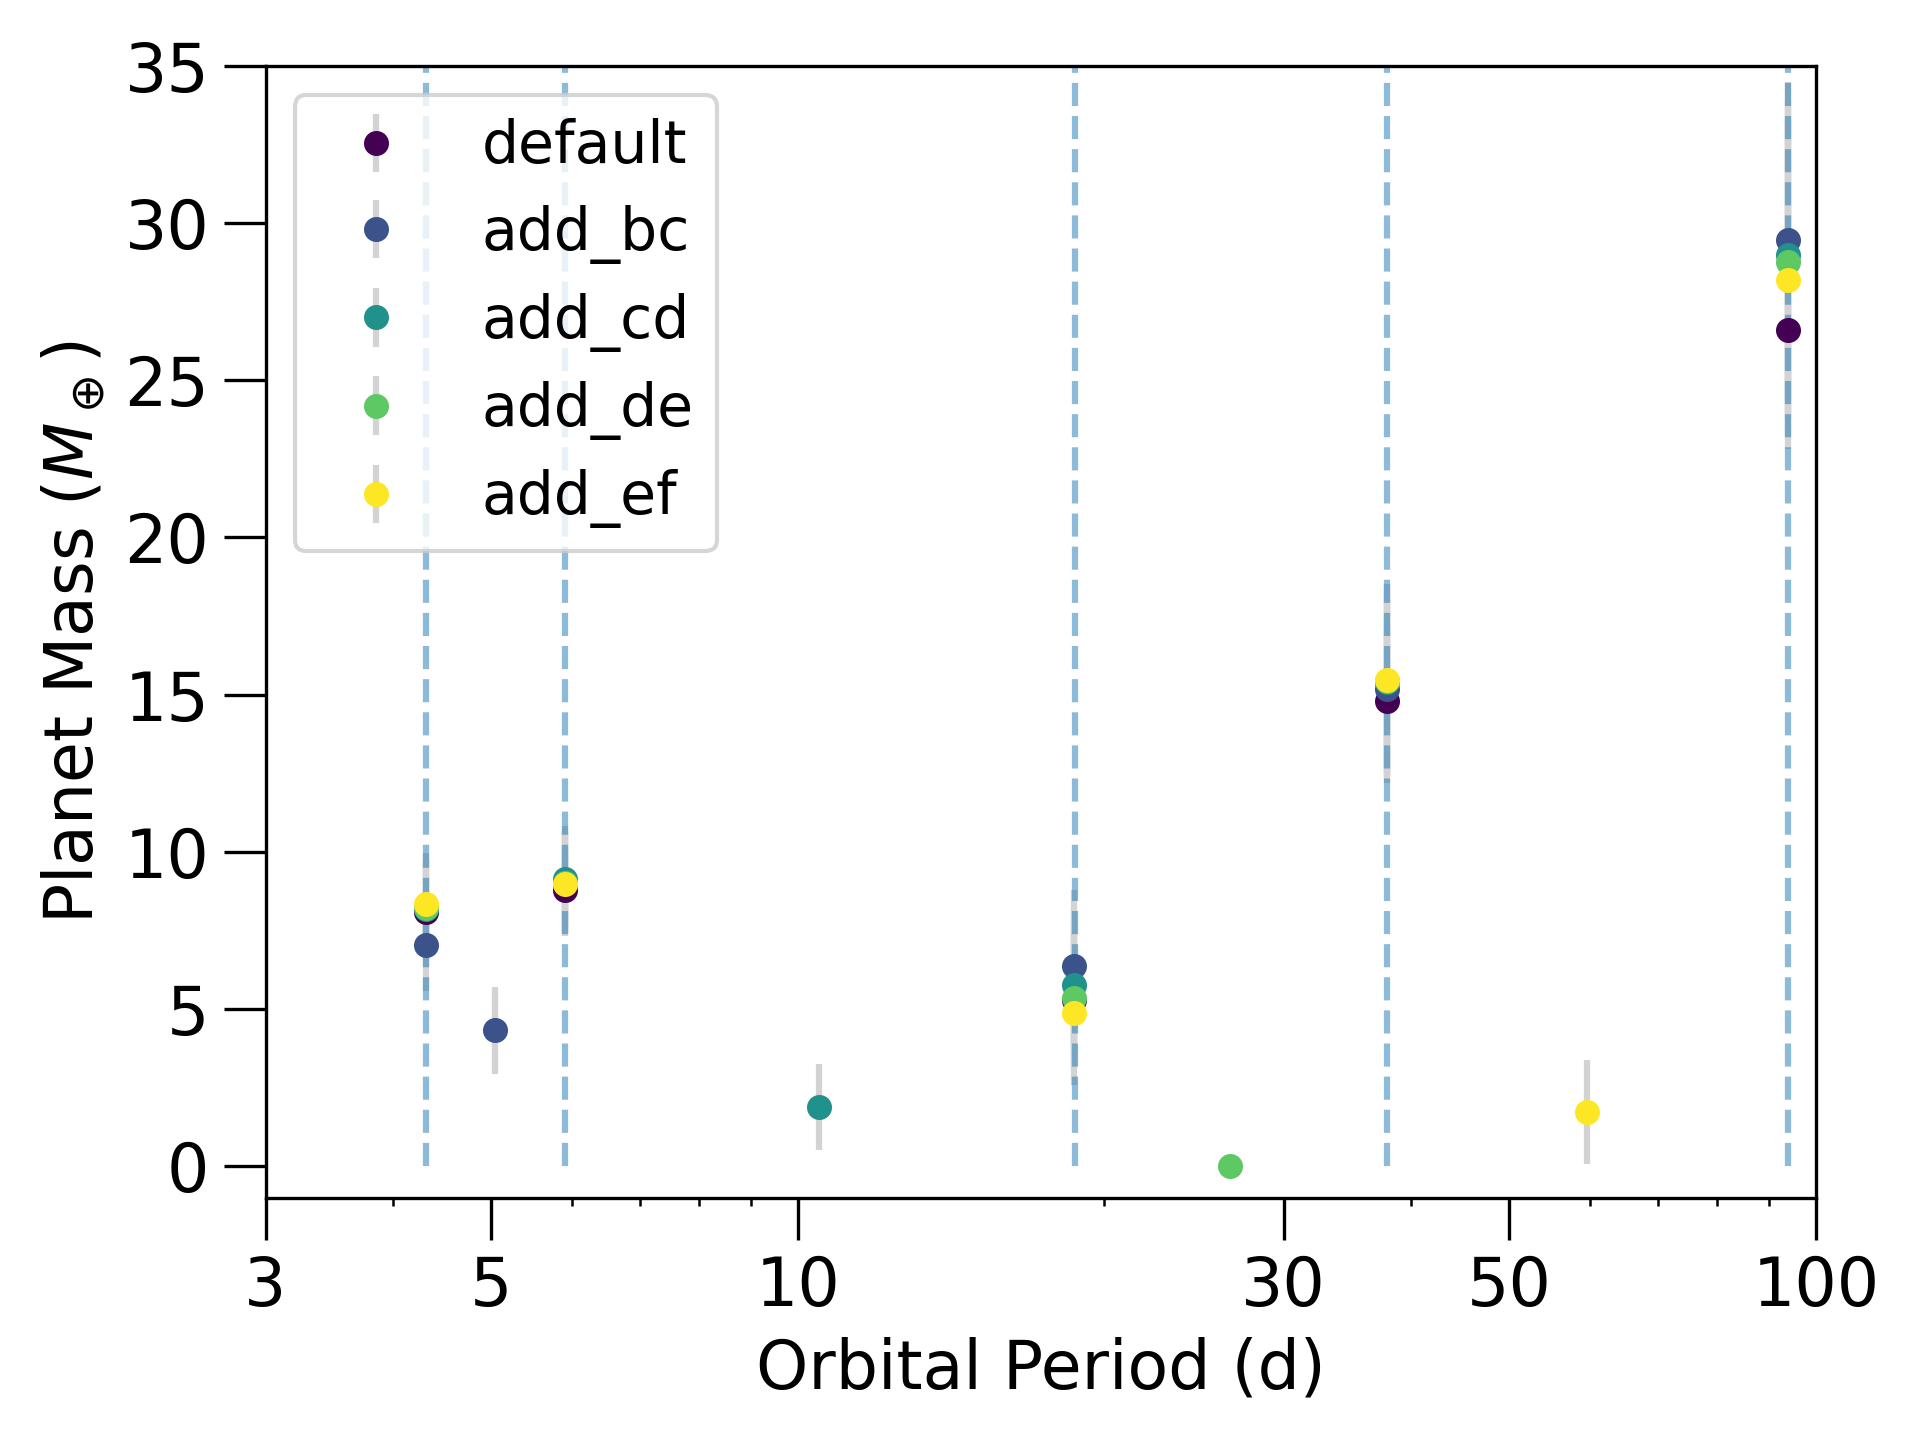 35
30
25
20
15
10
5
0
Planet Mass (M⊕)
default
add_bc
add_cd
add_de
add_ef
3 5 10 30 50 100
Orbital Period (d)